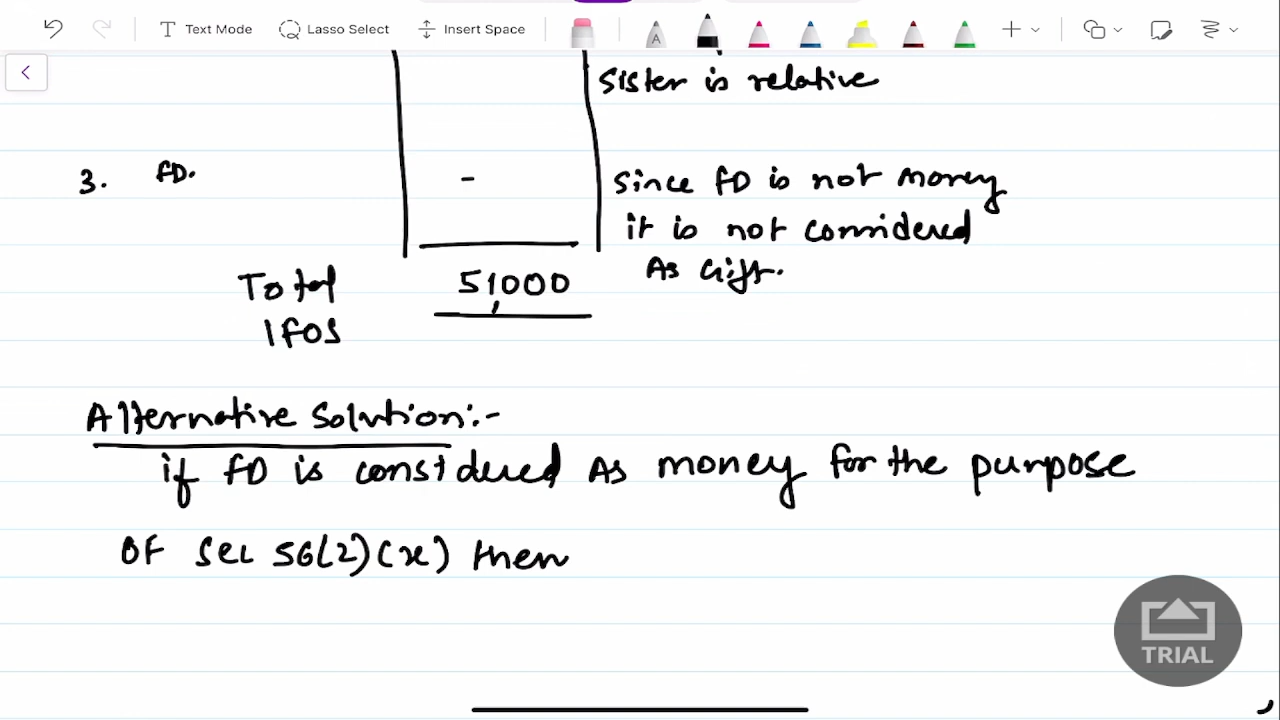 Text Mode Lasso Select Insert Space
A
Sister is relative
3. FD. - Since FD is not money
it is not considered
As Gift.
Total 51,000
IFOS
Alternative Solution:-
if FD is considered As money for the purpose
OF Sec 56(2)(x) then
TRIAL